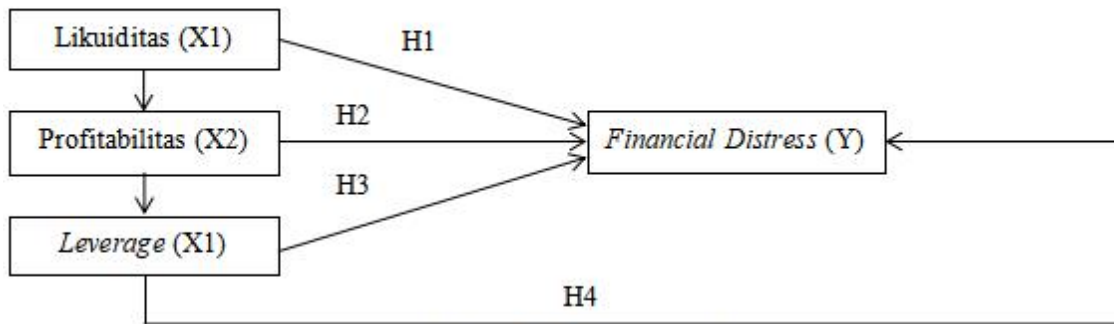 Likuiditas (X1)
H1
H2
Profitabilitas (X2)
Financial Distress (Y)
H3
Leverage (X1)
H4